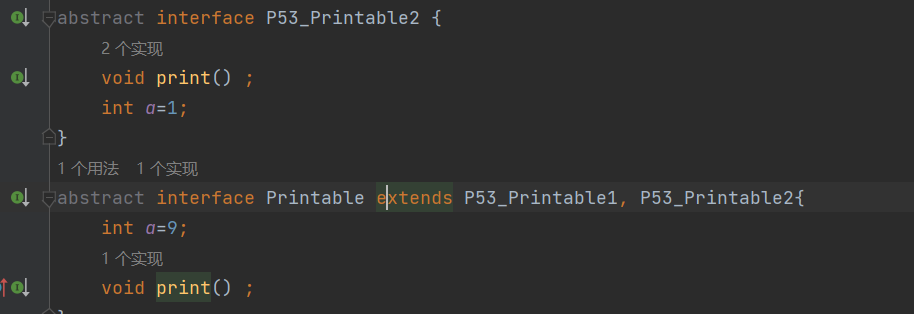 abstract interface P53_Printable2 {
2 个实现
void print() ;
int a=1;
}
1 个用法 1 个实现
abstract interface Printable extends P53_Printable1, P53_Printable2{
int a=9;
1 个实现
void print() ;
}